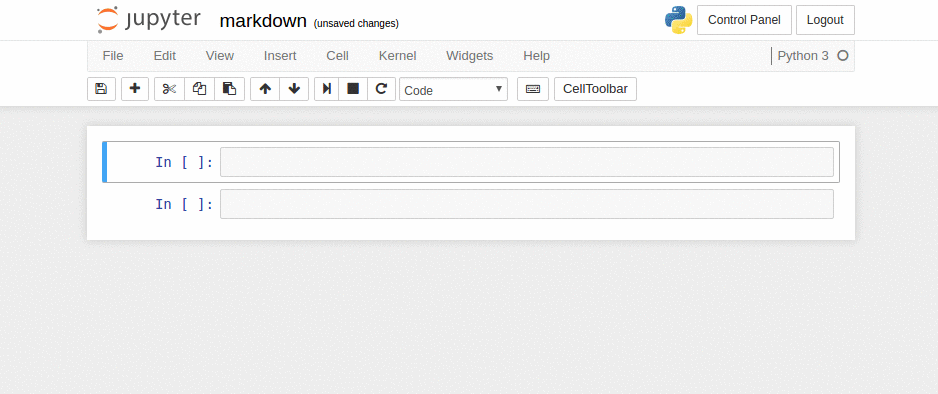 jupyter markdown (unsaved changes) Control Panel Logout
File Edit View Insert Cell Kernel Widgets Help Python 3
Code CellToolbar
In [ ]:
In [ ]: